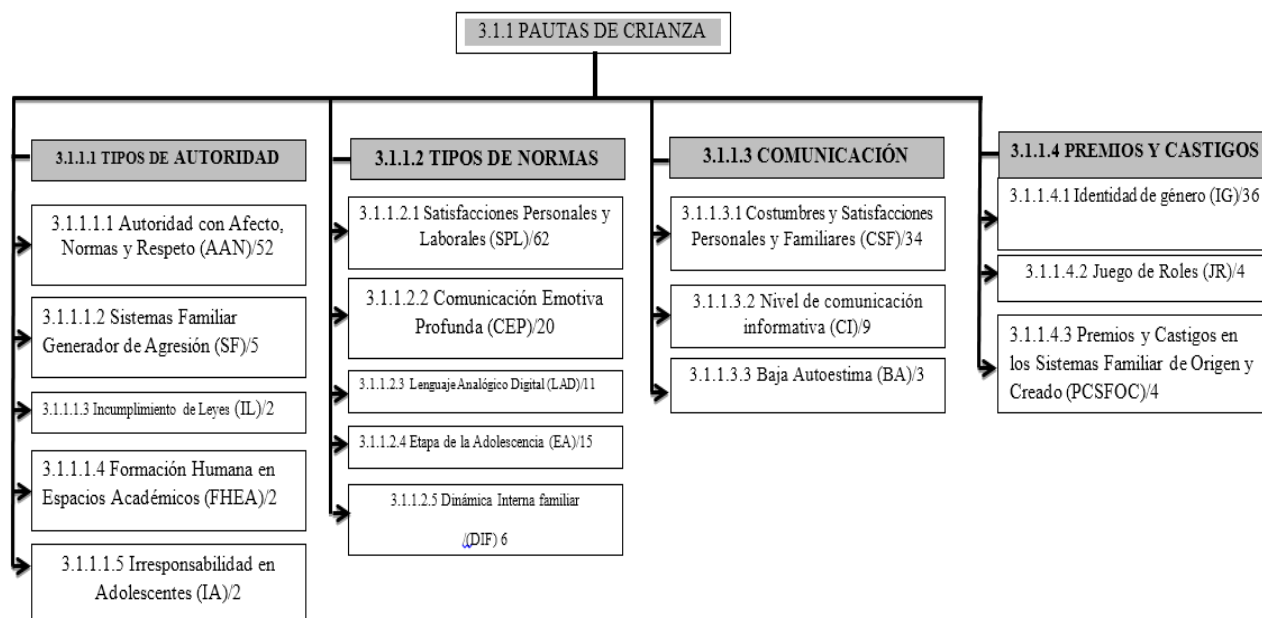 3.1.1 PAUTAS DE CRIANZA
3.1.1.1 TIPOS DE AUTORIDAD
3.1.1.1.1 Autoridad con Afecto,
Normas y Respeto (AAN)/52
3.1.1.1.2 Sistemas Familiar
Generador de Agresión (SF)/5
3.1.1.1.3 Incumplimiento de Leyes (IL)/2
3.1.1.1.4 Formación Humana en
Espacios Académicos (FHEA)/2
3.1.1.1.5 Irresponsabilidad en
Adolescentes (IA)/2
3.1.1.2 TIPOS DE NORMAS
3.1.1.2.1 Satisfacciones Personales y
Laborales (SPL)/62
3.1.1.2.2 Comunicación Emotiva
Profunda (CEP)/20
3.1.1.2.3 Lenguaje Analógico Digital (LAD)/11
3.1.1.2.4 Etapa de la Adolescencia (EA)/15
3.1.1.2.5 Dinámica Interna familiar
/(DIF) 6
3.1.1.3 COMUNICACIÓN
3.1.1.3.1 Costumbres y Satisfacciones
Personales y Familiares (CSF)/34
3.1.1.3.2 Nivel de comunicación
informativa (CI)/9
3.1.1.3.3 Baja Autoestima (BA)/3
3.1.1.4 PREMIOS Y CASTIGOS
3.1.1.4.1 Identidad de género (IG)/36
3.1.1.4.2 Juego de Roles (JR)/4
3.1.1.4.3 Premios y Castigos en
los Sistemas Familiar de Origen y
Creado (PCSFOC)/4